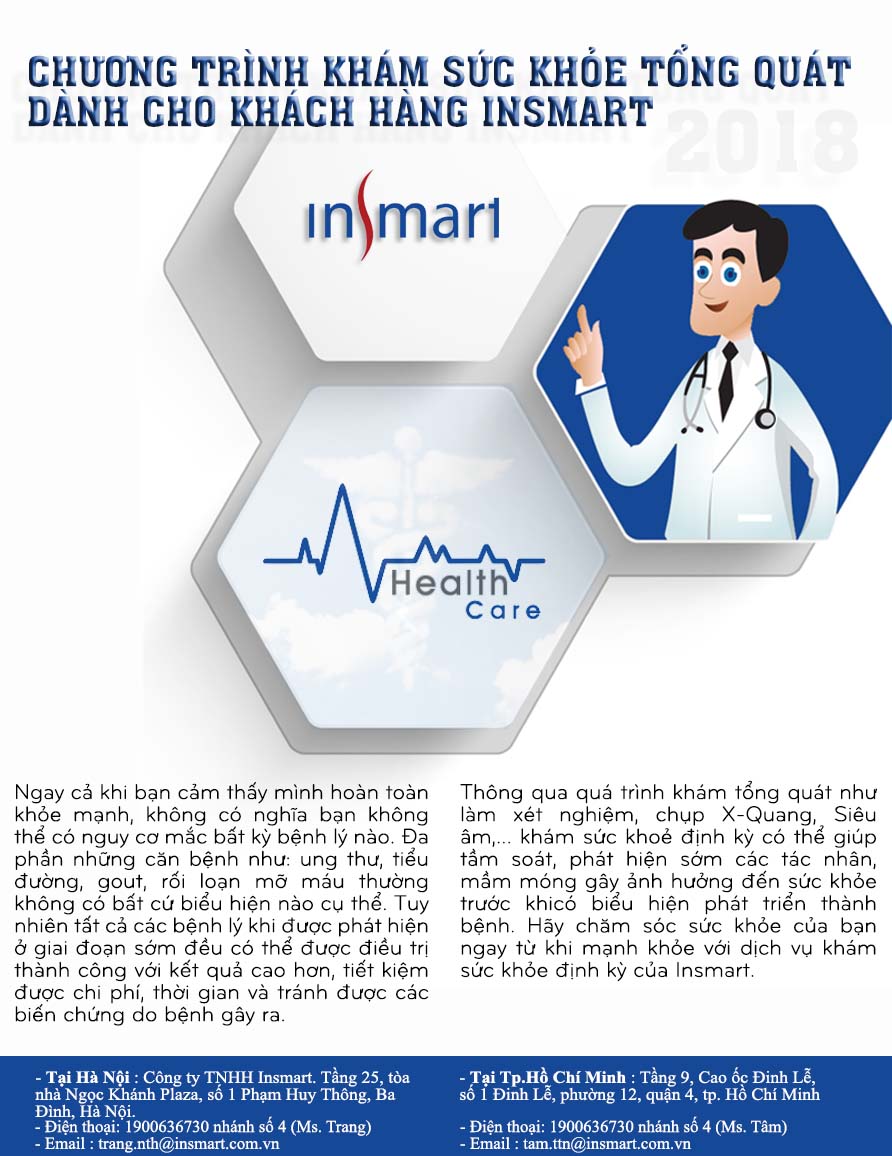 CHƯƠNG TRÌNH KHÁM SỨC KHỎE TỔNG QUÁT
DÀNH CHO KHÁCH HÀNG INSMART
2018
insmart
Health
Care
Ngay cả khi bạn cảm thấy mình hoàn toàn
khỏe mạnh, không có nghĩa bạn không
thể có nguy cơ mắc bất kỳ bệnh lý nào. Đa
phần những căn bệnh như: ung thư, tiểu
đường, gout, rối loạn mỡ máu thường
không có bất cứ biểu hiện nào cụ thể. Tuy
nhiên tất cả các bệnh lý khi được phát hiện
ở giai đoạn sớm đều có thể được điều trị
thành công với kết quả cao hơn, tiết kiệm
được chi phí, thời gian và tránh được các
biến chứng do bệnh gây ra.
Thông qua quá trình khám tổng quát như
làm xét nghiệm, chụp X-Quang, Siêu
âm,... khám sức khoẻ định kỳ có thể giúp
tầm soát, phát hiện sớm các tác nhân,
mầm móng gây ảnh hưởng đến sức khỏe
trước khicó biểu hiện phát triển thành
bệnh. Hãy chăm sóc sức khỏe của bạn
ngay từ khi mạnh khỏe với dịch vụ khám
sức khỏe định kỳ của Insmart.
- Tại Hà Nội : Công ty TNHH Insmart. Tầng 25, tòa
nhà Ngọc Khánh Plaza, số 1 Phạm Huy Thông, Ba
Đình, Hà Nội.
- Điện thoại: 1900636730 nhánh số 4 (Ms. Trang)
- Email : trang.nth@insmart.com.vn
- Tại Tp.Hồ Chí Minh : Tầng 9, Cao ốc Đinh Lễ,
số 1 Đinh Lễ, phường 12, quận 4, tp. Hồ Chí Minh
- Điện thoại: 1900636730 nhánh số 4 (Ms. Tâm)
- Email : tam.ttn@insmart.com.vn